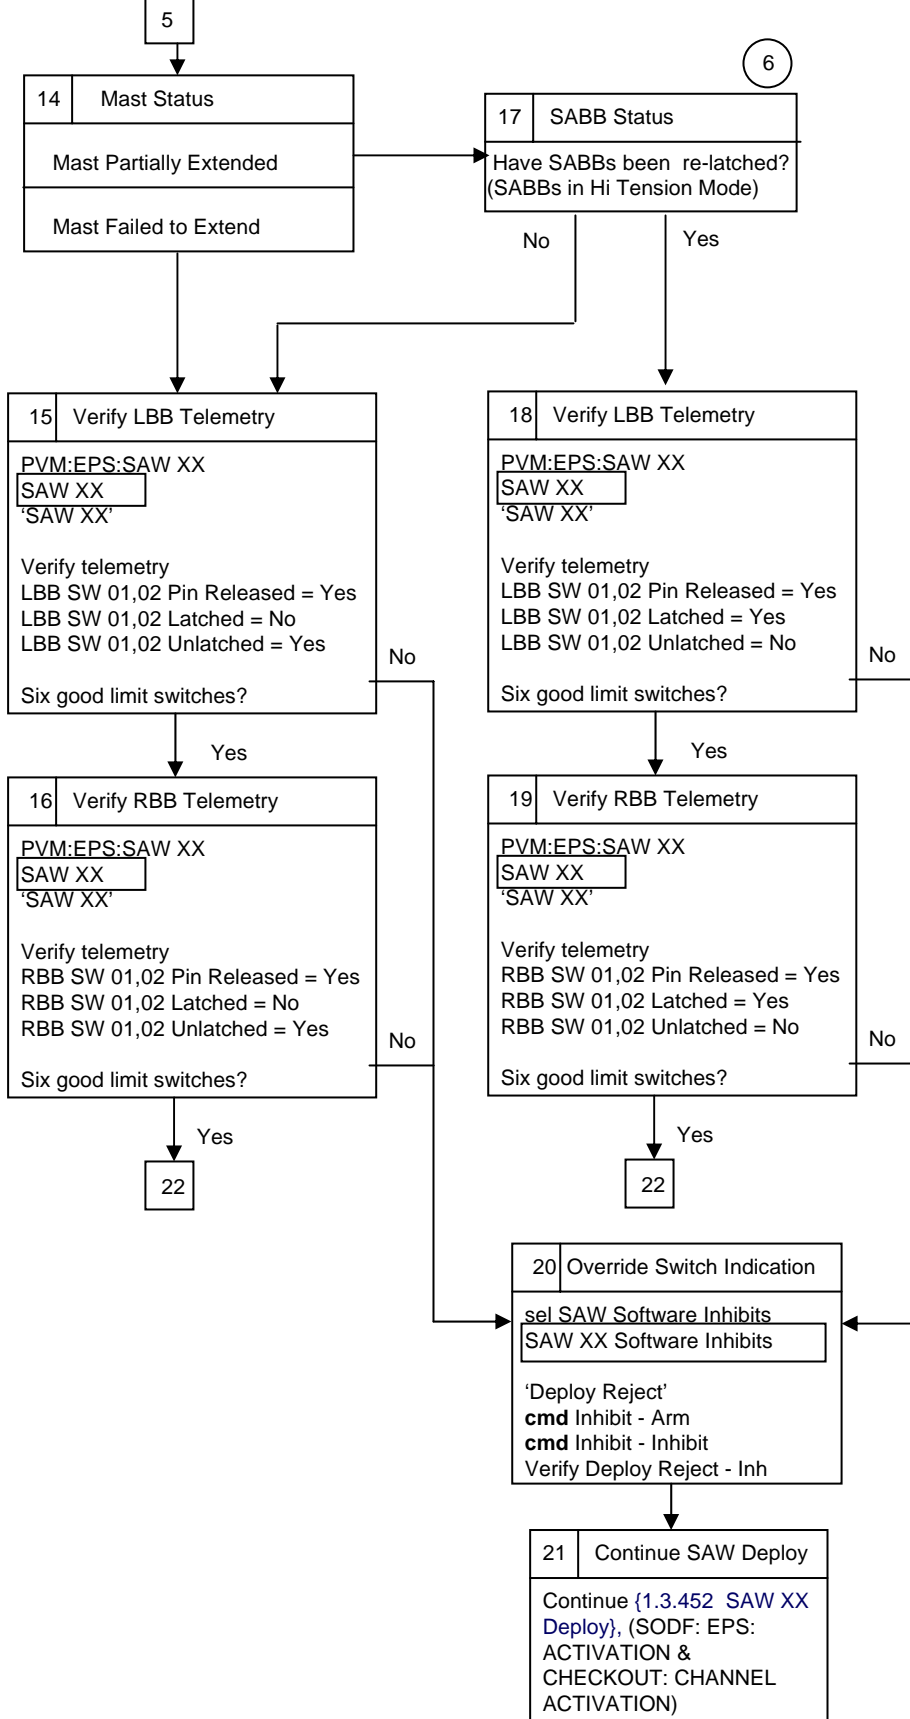 5
14 Mast Status
Mast Partially Extended
Mast Failed to Extend
6
17 SABB Status
Have SABBs been re-latched?
(SABBs in Hi Tension Mode)
No
Yes
15 Verify LBB Telemetry
PVM:EPS:SAW XX
SAW XX
‘SAW XX’
Verify telemetry
LBB SW 01,02 Pin Released = Yes
LBB SW 01,02 Latched = No
LBB SW 01,02 Unlatched = Yes
Six good limit switches?
No
Yes
18 Verify LBB Telemetry
PVM:EPS:SAW XX
SAW XX
‘SAW XX’
Verify telemetry
LBB SW 01,02 Pin Released = Yes
LBB SW 01,02 Latched = Yes
LBB SW 01,02 Unlatched = No
Six good limit switches?
No
Yes
16 Verify RBB Telemetry
PVM:EPS:SAW XX
SAW XX
‘SAW XX’
Verify telemetry
RBB SW 01,02 Pin Released = Yes
RBB SW 01,02 Latched = No
RBB SW 01,02 Unlatched = Yes
Six good limit switches?
No
Yes
22
19 Verify RBB Telemetry
PVM:EPS:SAW XX
SAW XX
‘SAW XX’
Verify telemetry
RBB SW 01,02 Pin Released = Yes
RBB SW 01,02 Latched = Yes
RBB SW 01,02 Unlatched = No
Six good limit switches?
No
Yes
22
20 Override Switch Indication
sel SAW Software Inhibits
SAW XX Software Inhibits
‘Deploy Reject’
cmd Inhibit - Arm
cmd Inhibit - Inhibit
Verify Deploy Reject - Inh
21 Continue SAW Deploy
Continue {1.3.452 SAW XX
Deploy}, (SODF: EPS:
ACTIVATION &
CHECKOUT: CHANNEL
ACTIVATION)